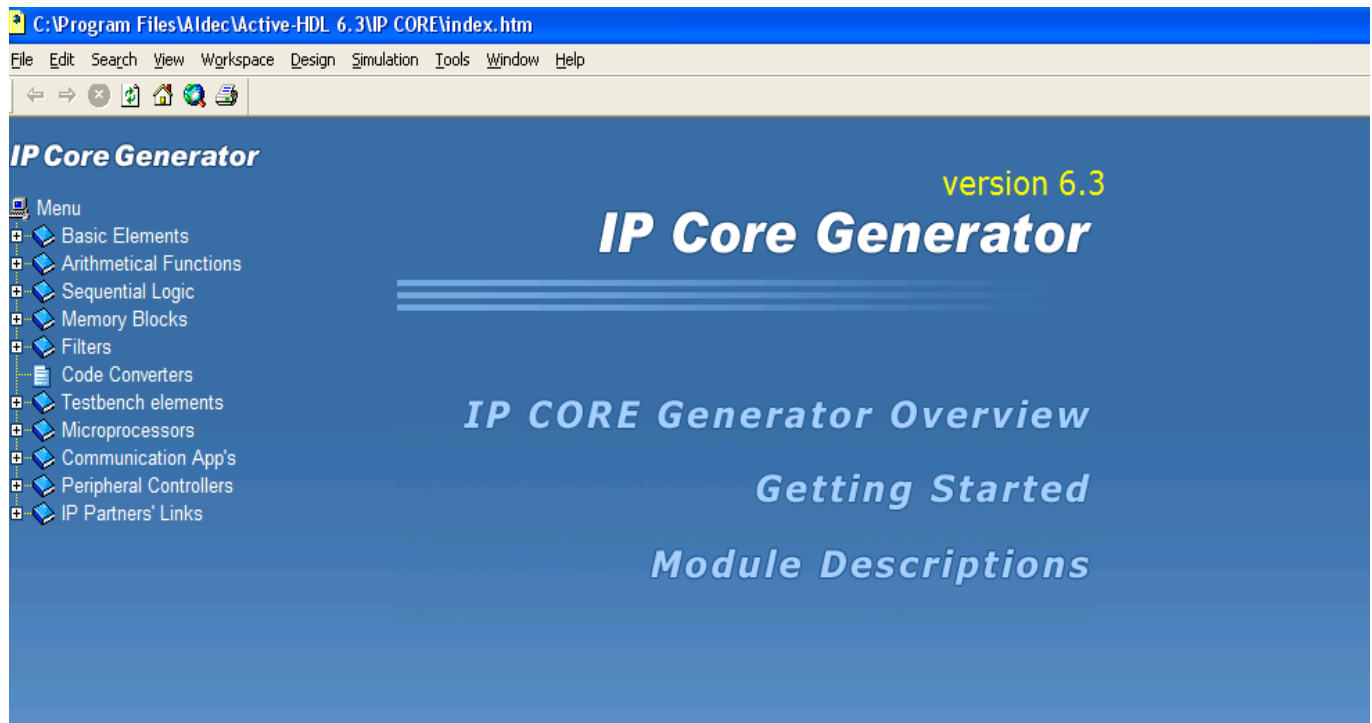 C:\Program Files\Aldec\Active-HDL 6.3\IP CORE\index.htm
File Edit Search View Workspace Design Simulation Tools Window Help
IP Core Generator
Menu
Basic Elements
Arithmetical Functions
Sequential Logic
Memory Blocks
Filters
Code Converters
Testbench elements
Microprocessors
Communication App's
Peripheral Controllers
IP Partners' Links
version 6.3
IP Core Generator
IP CORE Generator Overview
Getting Started
Module Descriptions